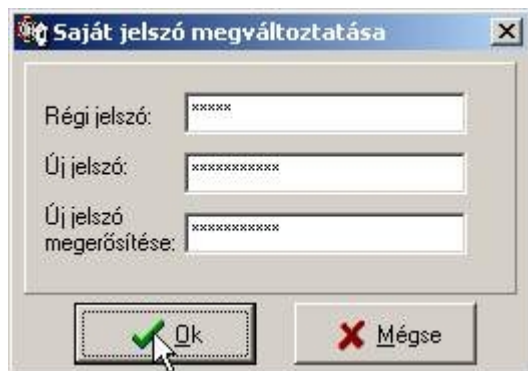 Saját jelszó megváltoztatása
Régi jelszó:
*****
Új jelszó:
***********
Új jelszó
megerősítése:
***********
Ok
Mégse